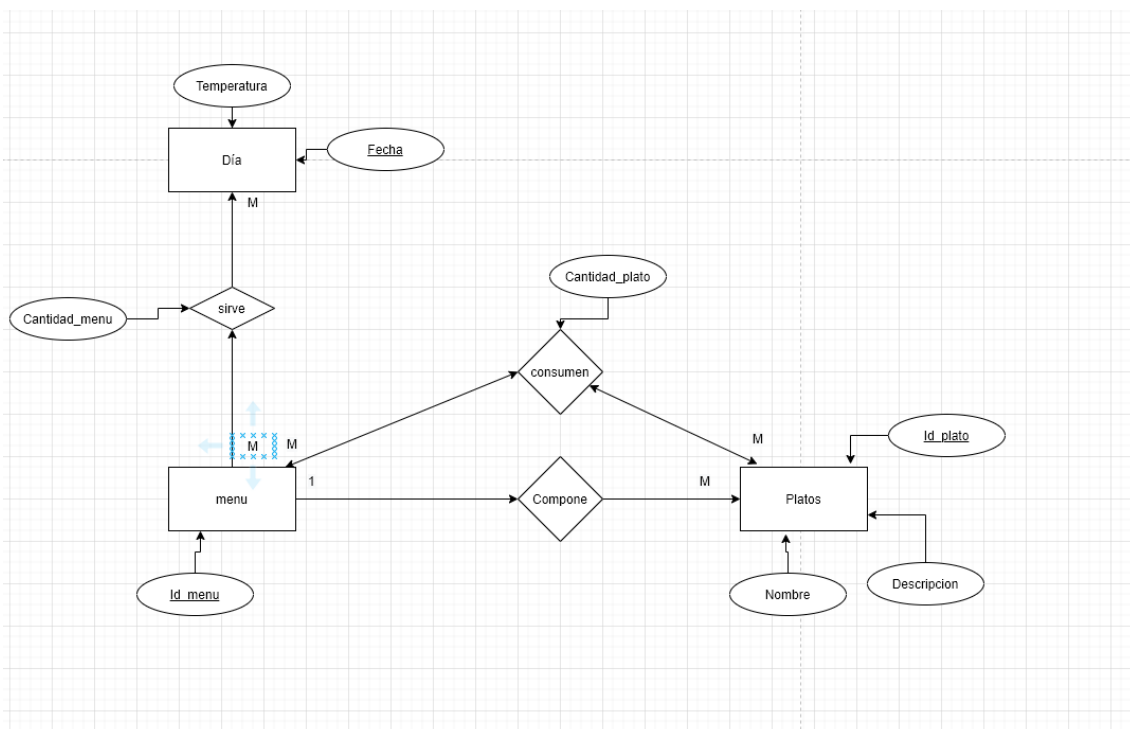 Temperatura
Día
Fecha
M
Cantidad_plato
Cantidad_menu
sirve
consumen
M
M
M
Id_plato
menu
1
Compone
M
Platos
Id_menu
Nombre
Descripcion